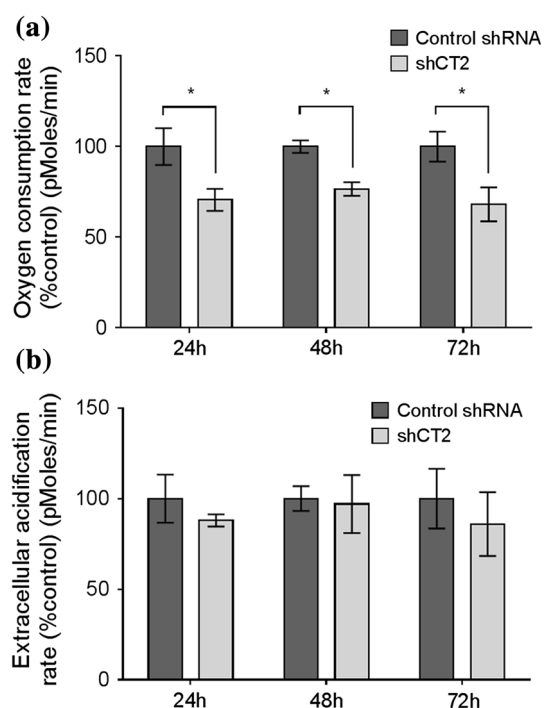 (a)
Control shRNA
shCT2
Oxygen consumption rate
(%control) (pMoles/min)
150
100
50
0
*
*
*
24h
48h
72h
(b)
Control shRNA
shCT2
Extracellular acidification
rate (%control) (pMoles/min)
150
100
50
0
24h
48h
72h